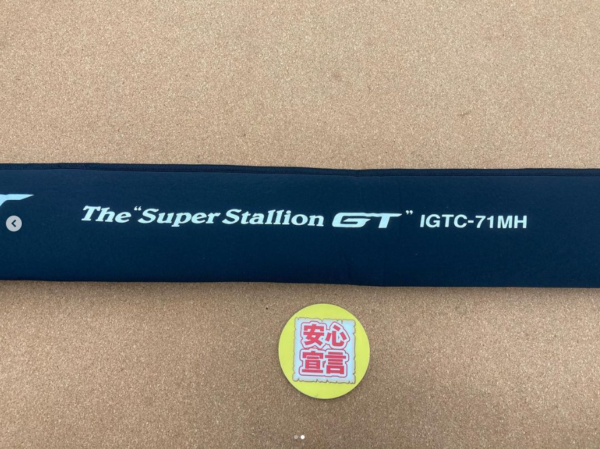 The "Super Stallion GT" IGTC-71MH
安心
宣言